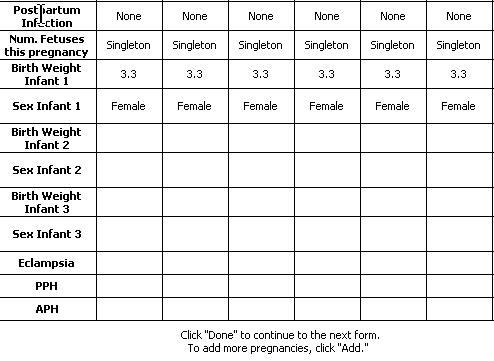 Postpartum
Infection None None None None None None
Num. Fetuses
this pregnancy Singleton Singleton Singleton Singleton Singleton Singleton
Birth Weight
Infant 1 3.3 3.3 3.3 3.3 3.3 3.3
Sex Infant 1 Female Female Female Female Female Female
Birth Weight
Infant 2
Sex Infant 2
Birth Weight
Infant 3
Sex Infant 3
Eclampsia
PPH
APH
Click "Done" to continue to the next form.
To add more pregnancies, click "Add."